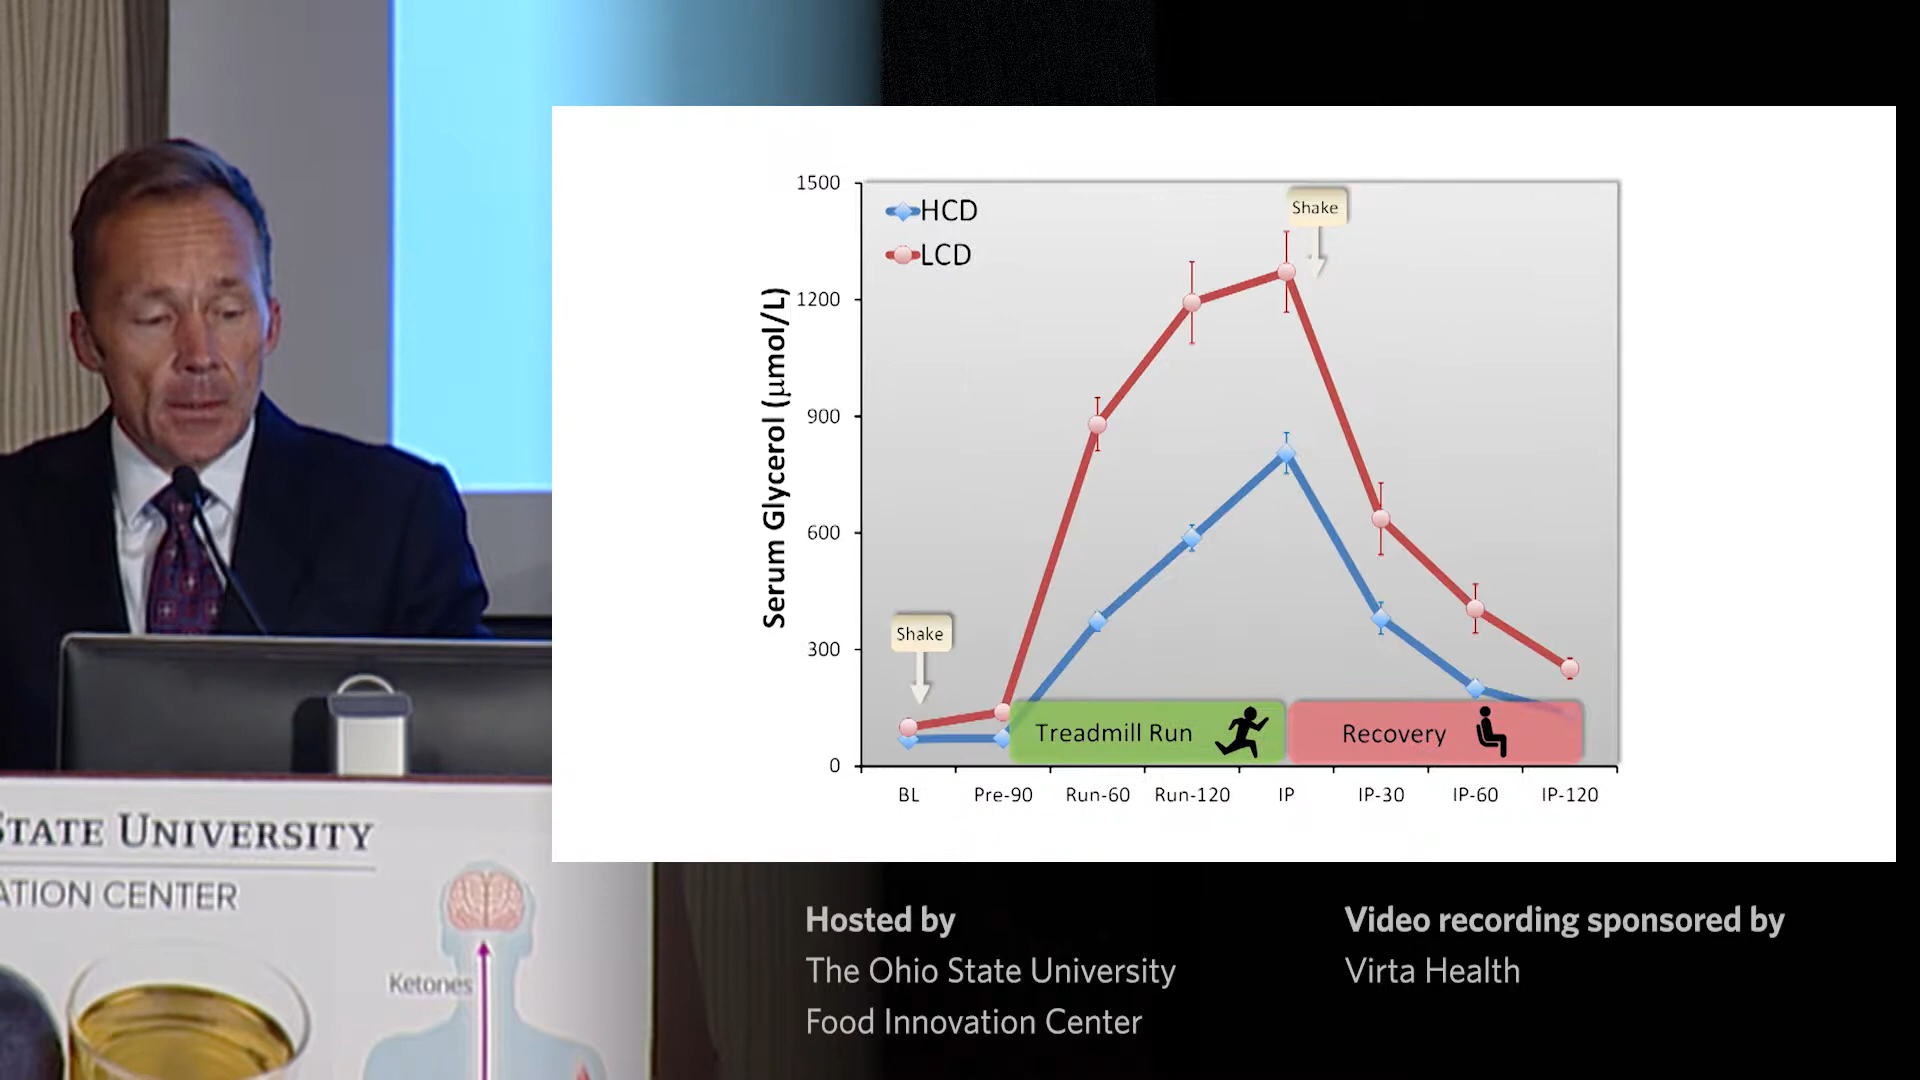 1500
Shake
HCD
LCD
1200
900
Serum Glycerol (µmol/L)
600
Shake
300
Treadmill Run
Recovery
0
BL Pre-90 Run-60 Run-120 IP IP-30 IP-60 IP-120
STATE UNIVERSITY
ATION CENTER
Ketones
Hosted by
The Ohio State University
Food Innovation Center
Video recording sponsored by
Virta Health